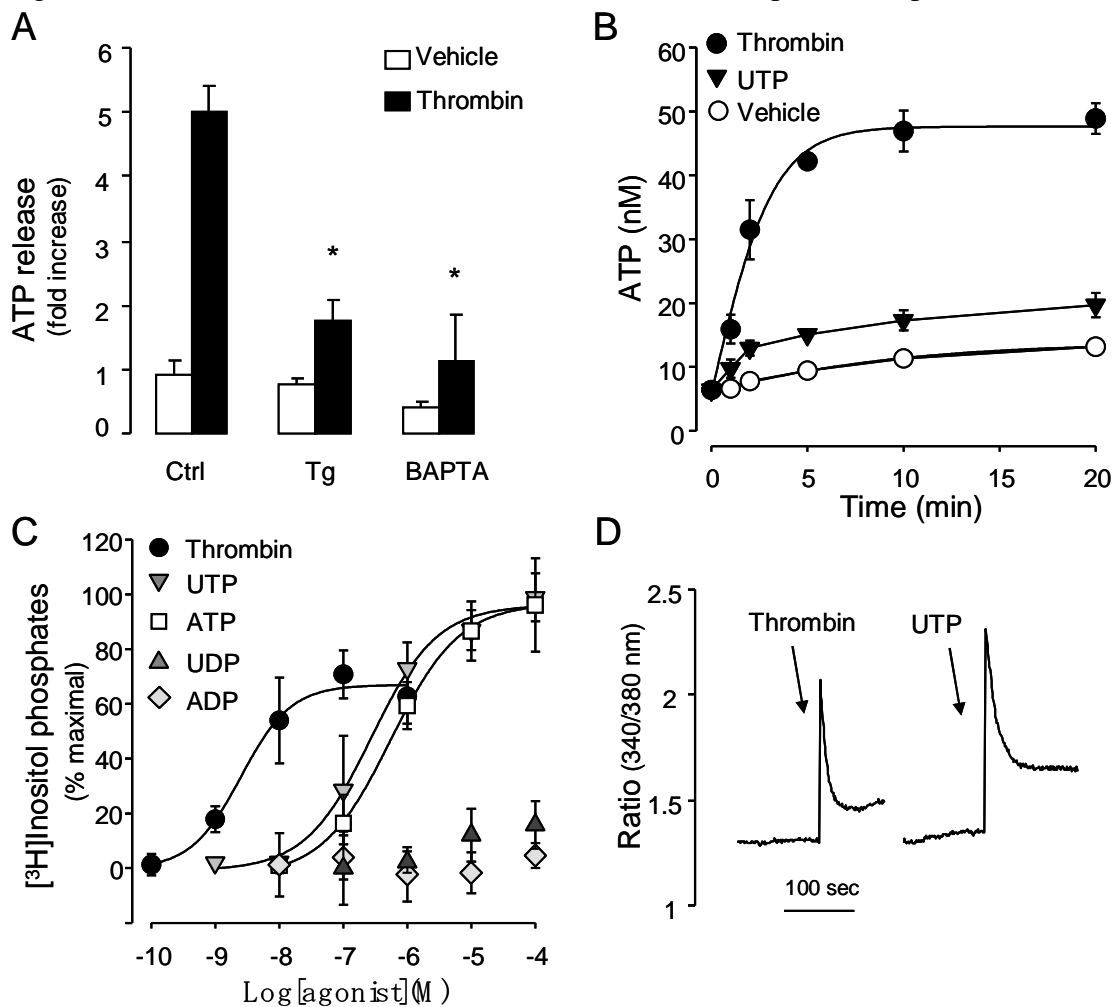 A
ATP release
(fold increase)
6
5
4
3
2
1
0
Vehicle
Thrombin
*
*
Ctrl
Tg
BAPTA
B
ATP (nM)
60
50
40
30
20
10
0
Thrombin
UTP
Vehicle
0
5
10
15
20
Time (min)
C
[³H]]Inositol phosphates
(% maximal)
120
100
80
60
40
20
0
Thrombin
UTP
ATP
UDP
ADP
-10
-9
-8
-7
-6
-5
-4
Log[agonist](M)
D
Ratio (340/380 nm)
2.5
2
1.5
1
Thrombin
UTP
100 sec